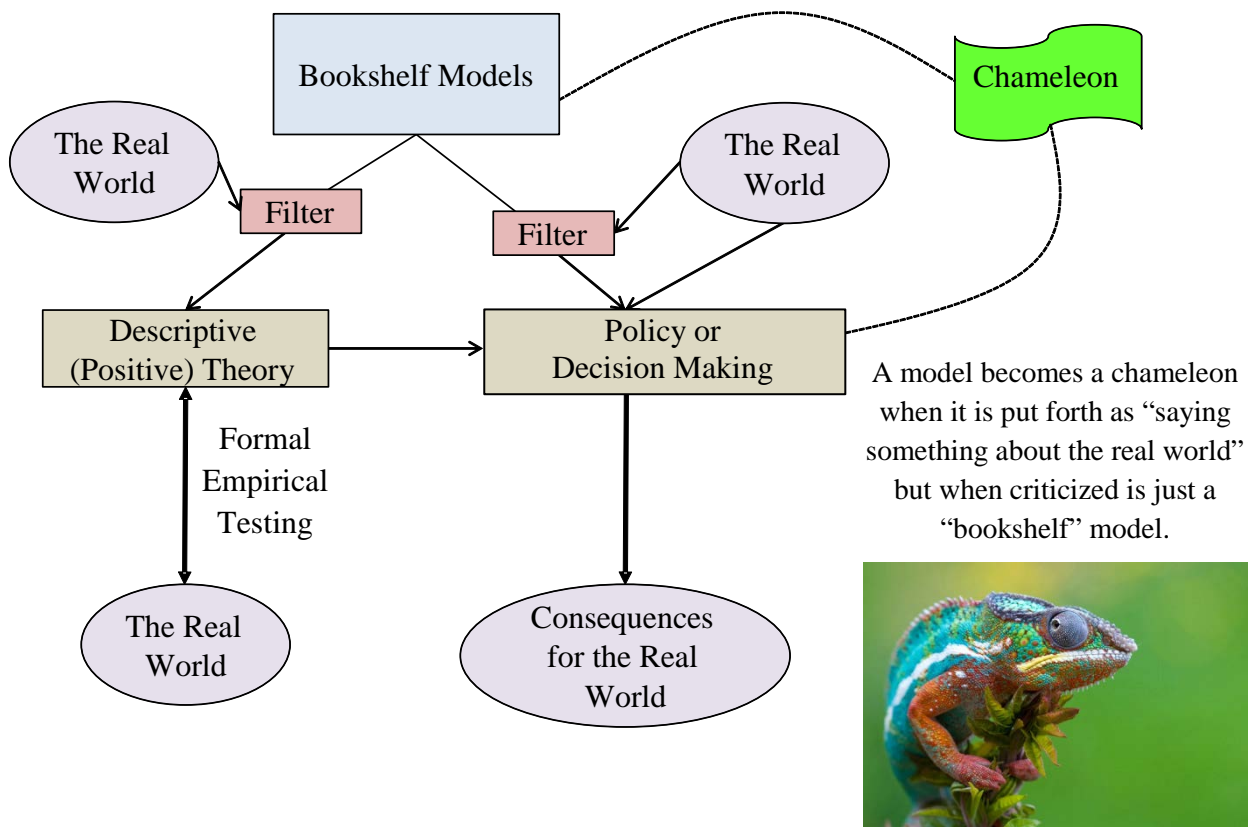 Bookshelf Models
Chameleon
The Real
World
The Real
World
Filter
Filter
Descriptive
(Positive) Theory
Policy or
Decision Making
A model becomes a chameleon
when it is put forth as “saying
something about the real world”
but when criticized is just a
“bookshelf” model.
Formal
Empirical
Testing
The Real
World
Consequences
for the Real
World